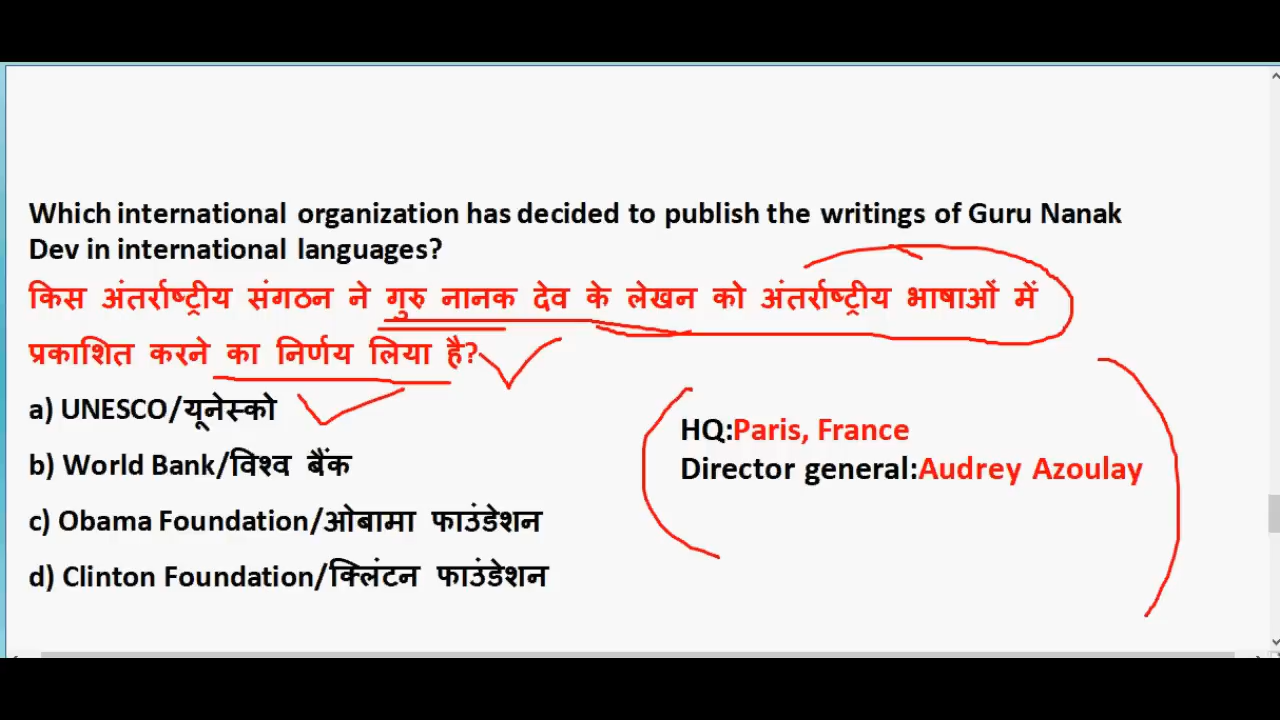 Which international organization has decided to publish the writings of Guru Nanak
Dev in international languages?
किस अंतर्राष्ट्रीय संगठन ने गुरु नानक देव के लेखन को अंतर्राष्ट्रीय भाषाओं में
प्रकाशित करने का निर्णय लिया है?
a) UNESCO/यूनेस्को
b) World Bank/विश्व बैंक
c) Obama Foundation/ओबामा फाउंडेशन
d) Clinton Foundation/क्लिंटन फाउंडेशन
HQ:Paris, France
Director general:Audrey Azoulay